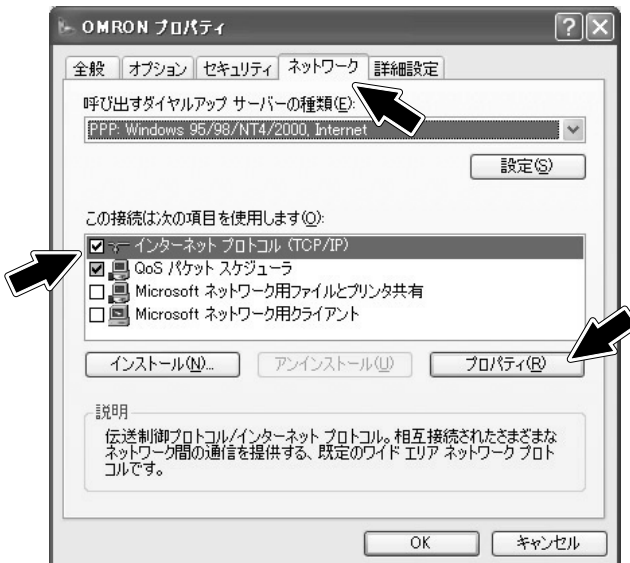 OMRON プロパティ
全般 オプション セキュリティ ネットワーク 詳細設定
呼び出すダイヤルアップ サーバーの種類(E):
PPP: Windows 95/98/NT4/2000, Internet
設定(S)
この接続は次の項目を使用します(O):
インターネット プロトコル (TCP/IP)
QoS パケット スケジューラ
Microsoft ネットワーク用ファイルとプリンタ共有
Microsoft ネットワーク用クライアント
インストール(N)... アンインストール(U) プロパティ(R)
説明
伝送制御プロトコル/インターネット プロトコル。相互接続されたさまざまな
ネットワーク間の通信を提供する、既定のワイド エリア ネットワーク プロト
コルです。
OK キャンセル